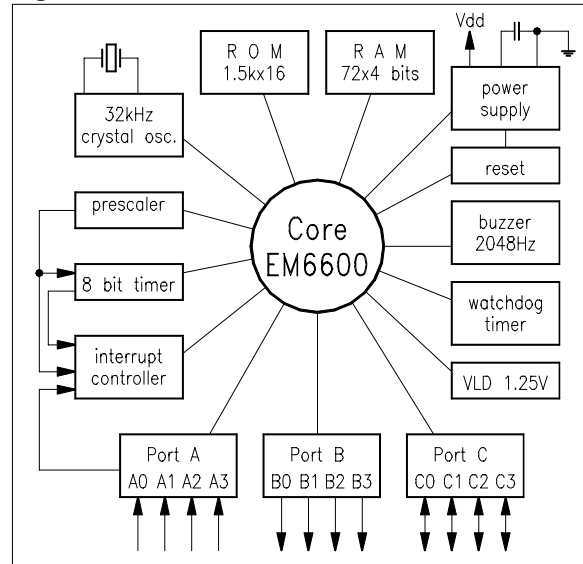 Vdd
R O M
1.5kx16
R A M
72x4 bits
32kHz
crystal osc.
power
supply
reset
prescaler
Core
EM6600
buzzer
2048Hz
8 bit timer
watchdog
timer
interrupt
controller
VLD 1.25V
Port A
A0 A1 A2 A3
Port B
B0 B1 B2 B3
Port C
C0 C1 C2 C3